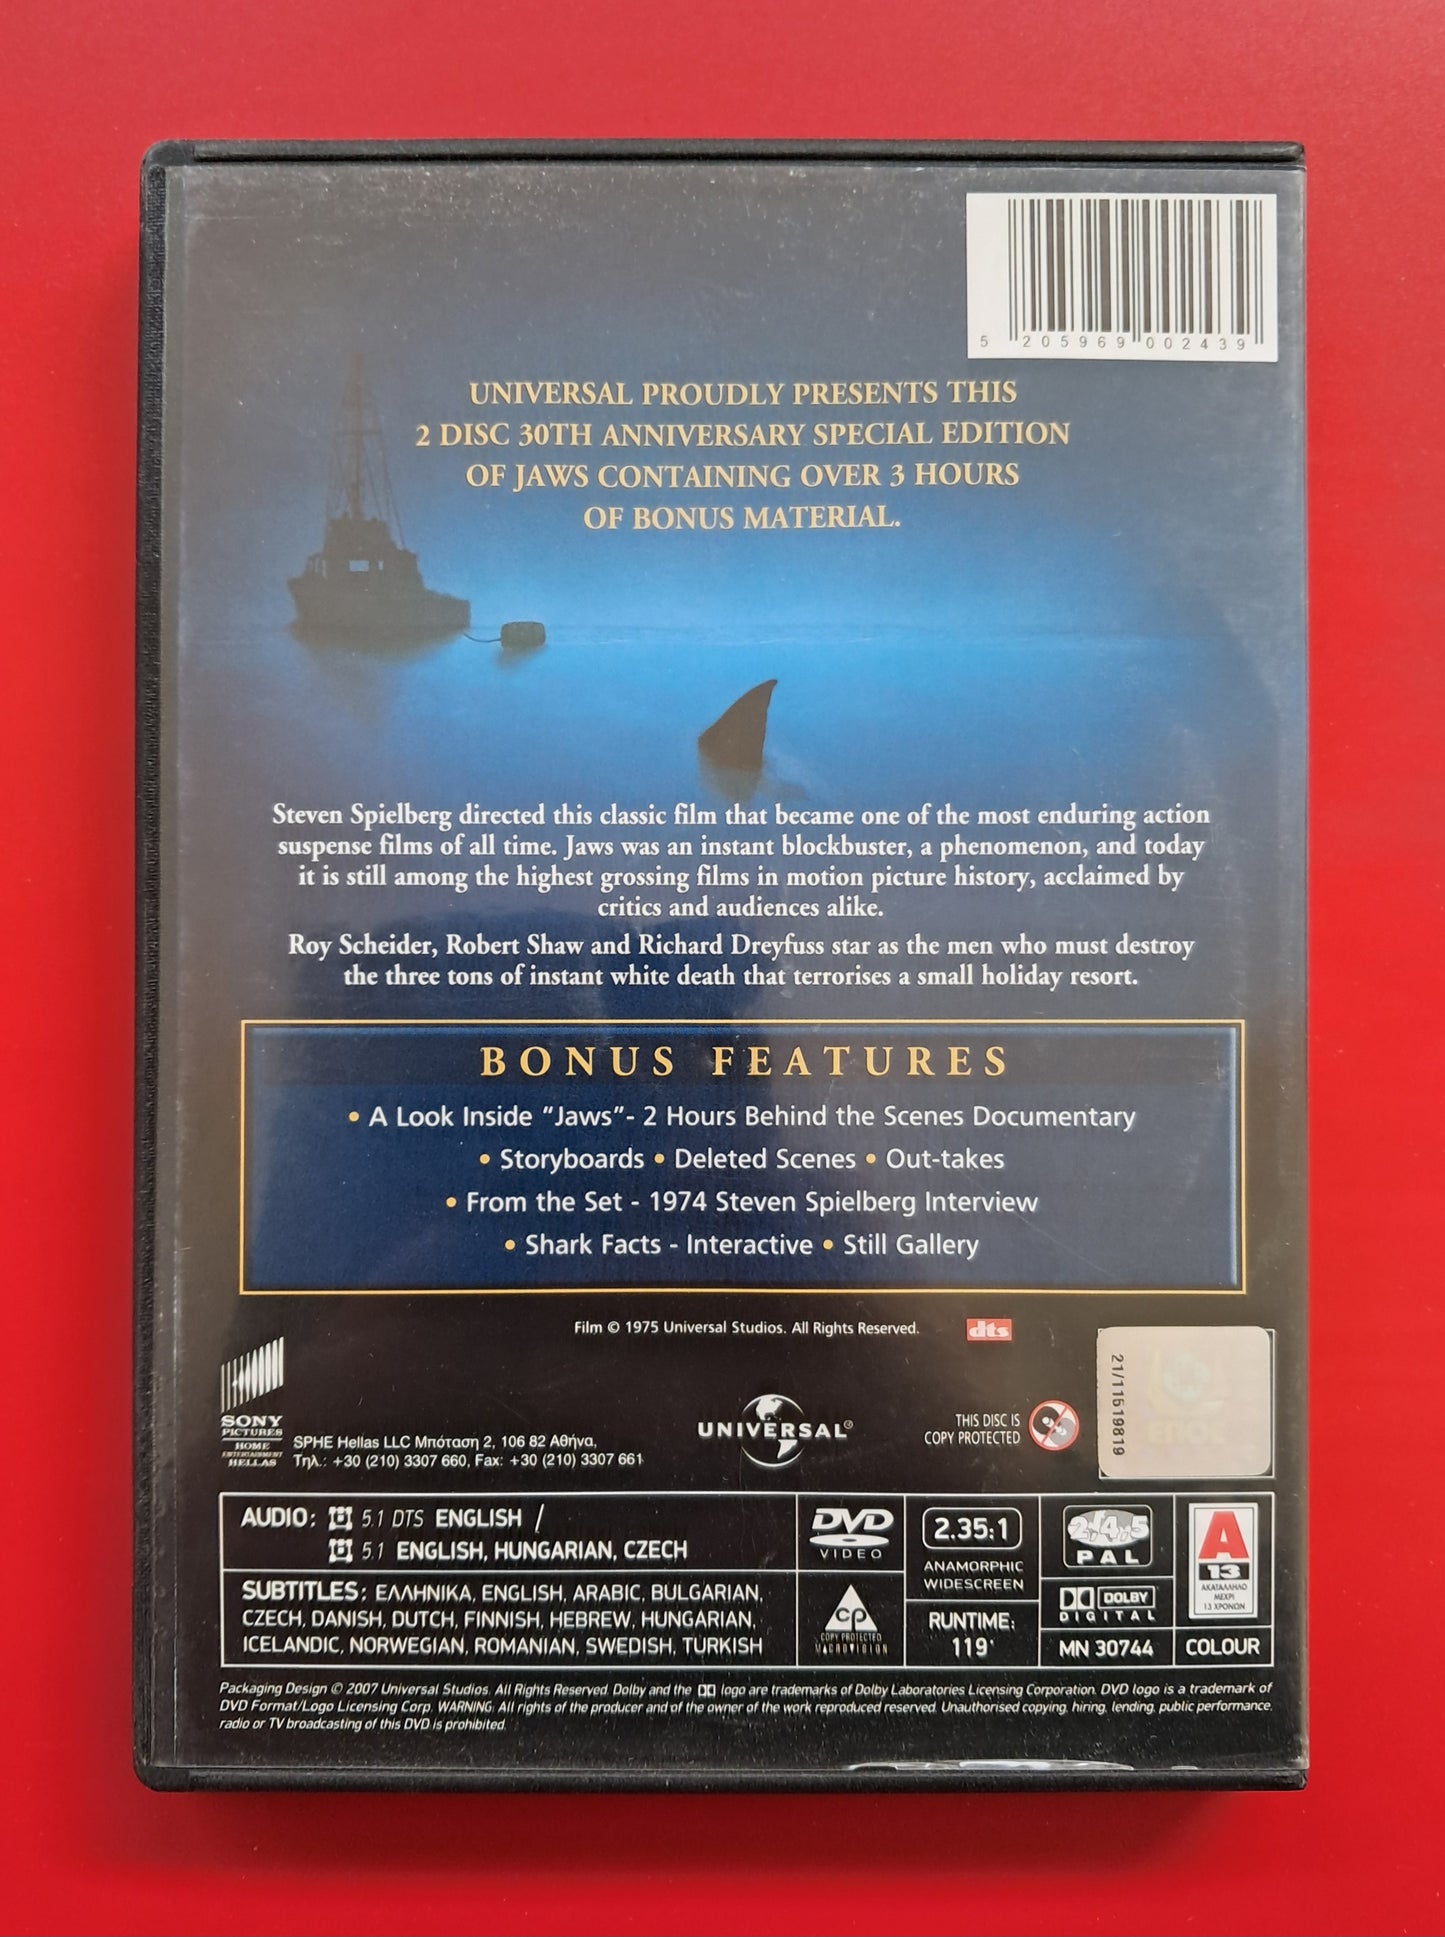 5 205969 002439
UNIVERSAL PROUDLY PRESENTS THIS
2 DISC 30TH ANNIVERSARY SPECIAL EDITION
OF JAWS CONTAINING OVER 3 HOURS
OF BONUS MATERIAL.
Steven Spielberg directed this classic film that became one of the most enduring action
suspense films of all time. Jaws was an instant blockbuster, a phenomenon, and today
it is still among the highest grossing films in motion picture history, acclaimed by
critics and audiences alike.
Roy Scheider, Robert Shaw and Richard Dreyfuss star as the men who must destroy
the three tons of instant white death that terrorises a small holiday resort.
BONUS FEATURES
• A Look Inside “Jaws”- 2 Hours Behind the Scenes Documentary
• Storyboards • Deleted Scenes • Out-takes
• From the Set - 1974 Steven Spielberg Interview
• Shark Facts - Interactive • Still Gallery
Film © 1975 Universal Studios. All Rights Reserved.
dts
SONY
PICTURES
HOME
ENTERTAINMENT
HELLAS
SPHE Hellas LLC Μπόταση 2, 106 82 Αθήνα,
Τηλ.: +30 (210) 3307 660, Fax: +30 (210) 3307 661
UNIVERSAL®
THIS DISC IS
COPY PROTECTED
21/11519819
ΕΠΟΕ
AUDIO: 5.1 DTS ENGLISH /
5.1 ENGLISH, HUNGARIAN, CZECH
SUBTITLES: ΕΛΛΗΝΙΚΑ, ENGLISH, ARABIC, BULGARIAN,
CZECH, DANISH, DUTCH, FINNISH, HEBREW, HUNGARIAN,
ICELANDIC, NORWEGIAN, ROMANIAN, SWEDISH, TURKISH
DVD
VIDEO
CP
COPY PROTECTED
MACROVISION
2.35:1
ANAMORPHIC
WIDESCREEN
RUNTIME:
119'
2,4,5
PAL
DOLBY
DIGITAL
MN 30744
A
13
ΑΚΑΤΑΛΛΗΛΟ
ΜΕΧΡΙ
13 ΧΡΟΝΩΝ
COLOUR
Packaging Design © 2007 Universal Studios. All Rights Reserved. Dolby and the logo are trademarks of Dolby Laboratories Licensing Corporation. DVD logo is a trademark of
DVD Format/Logo Licensing Corp. WARNING: All rights of the producer and of the owner of the work reproduced reserved. Unauthorised copying, hiring, lending, public performance,
radio or TV broadcasting of this DVD is prohibited.